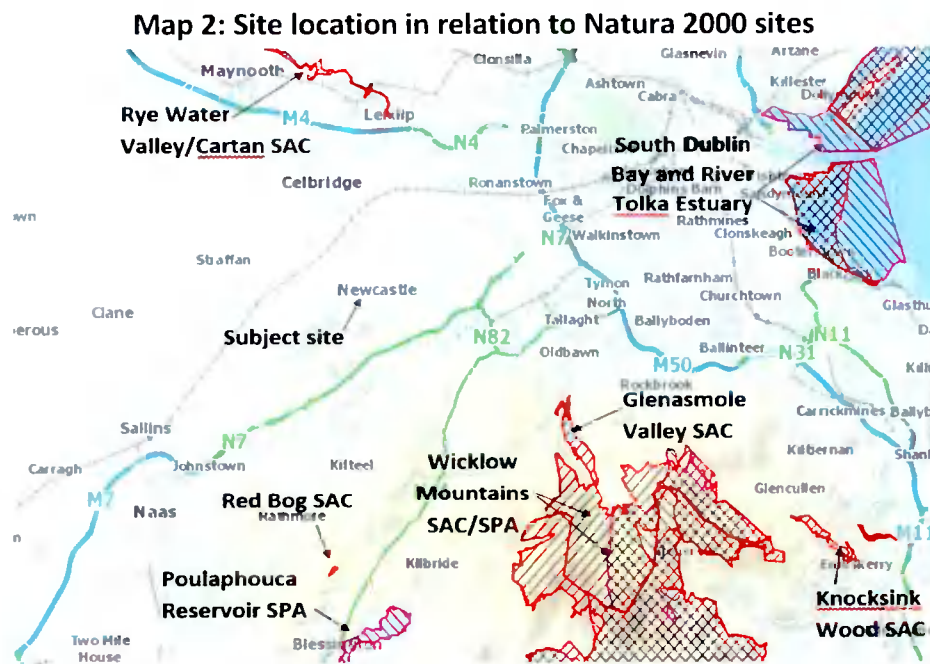 Map 2: Site location in relation to Natura 2000 sites
Glasnevin
Artane
Clonsilla
Maynooth
Ashtown
Killester
Cabra
Rye Water
Valley/Cartan SAC
M4
Leixlip
N4
Palmerston
South Dublin
Bay and River
Tolka Estuary
Celbridge
Ronanstown
Fox &
Geese
Rathmines
N7
Walkinstown
Clonskeagh
Straffan
Tymon
North
Rathfarnham
Newcastle
Churchtown
Clane
Subject site
N82
Tallaght
Ballyboden
N11
Oldbawn
M50
Ballinteer
N31
Rockbrook
Glenasmole
Valley SAC
Carrickmines
Sallins
N7
Kilternan
Carragh
Johnstown
Kilteel
Wicklow
Mountains
SAC/SPA
M7
Naas
Red Bog SAC
Rathmore
Glencullen
M11
Kilbride
Poulaphouca
Reservoir SPA
Knocksink
Wood SAC
Two Mile
House
Blessington